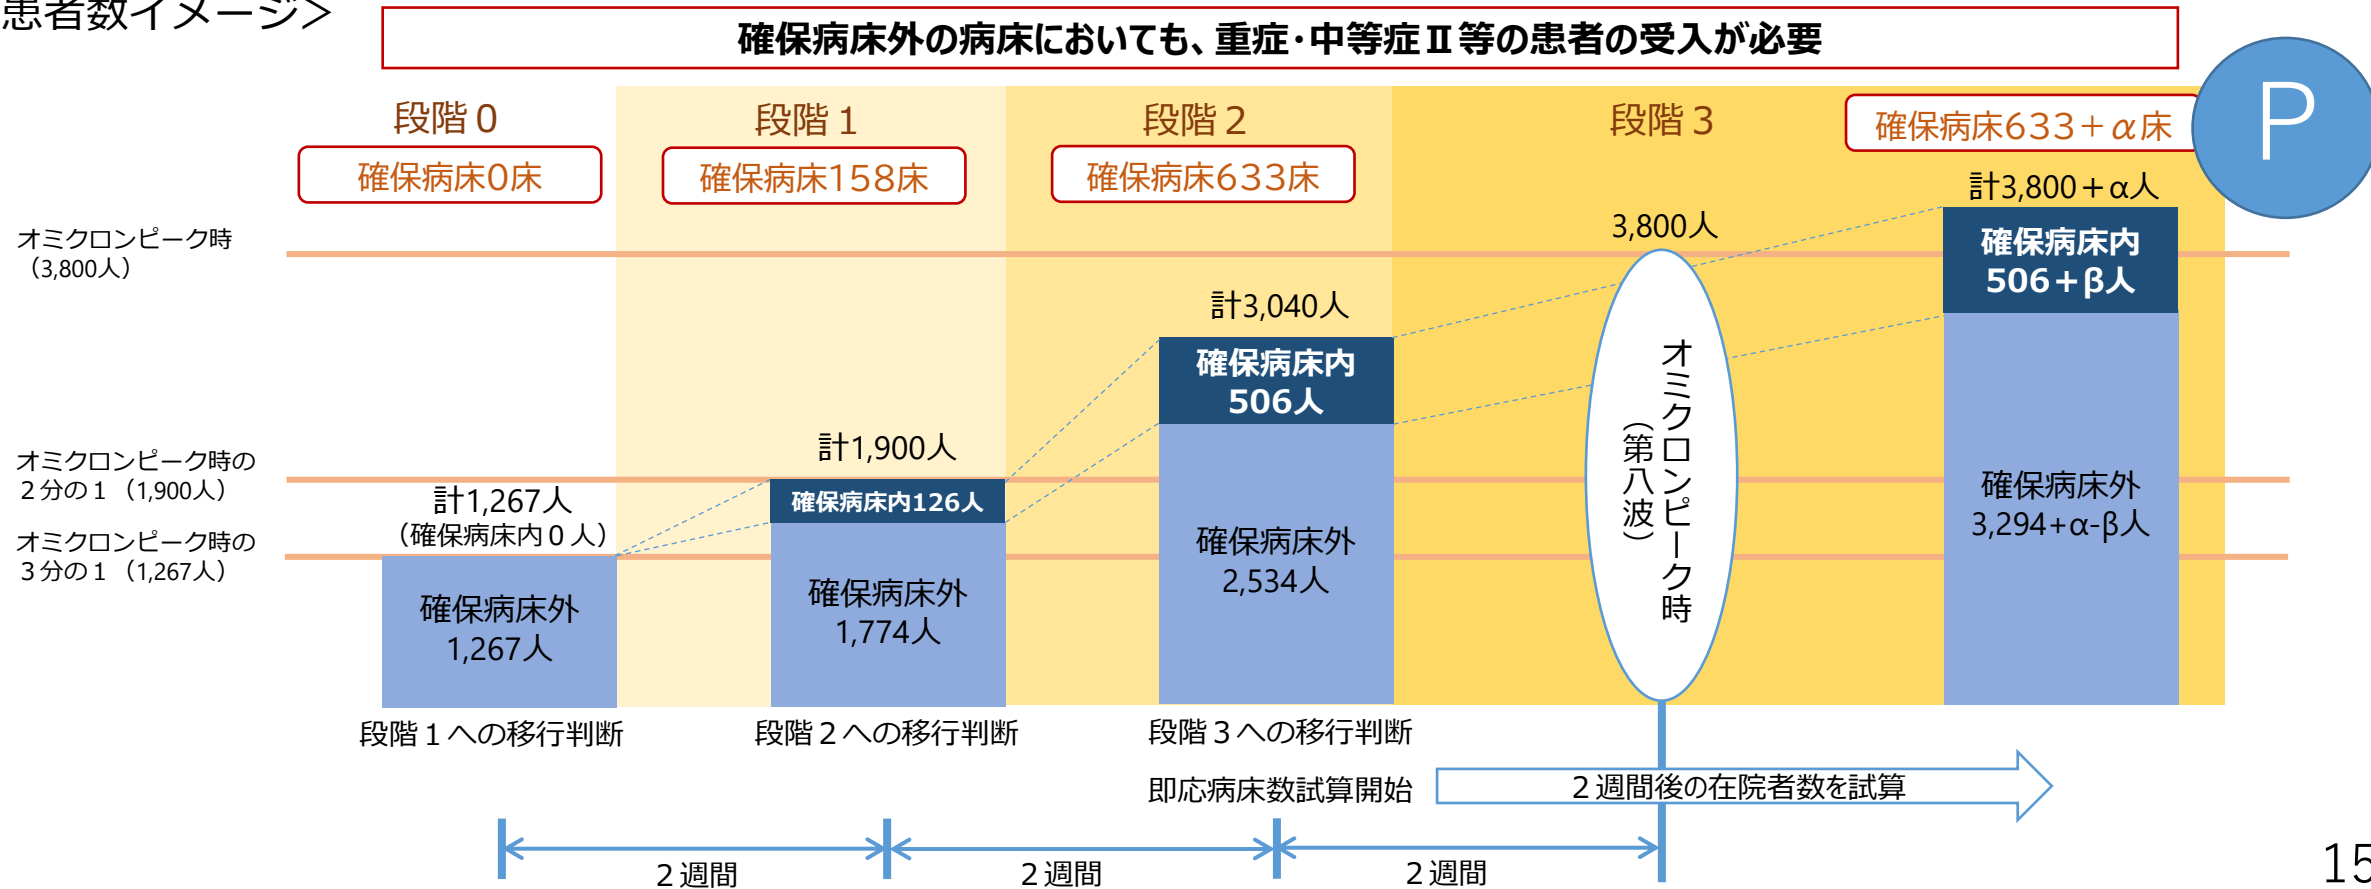 患者数イメージ＞
確保病床外の病床においても、重症・中等症Ⅱ等の患者の受入が必要
P
段階０
確保病床0床
段階１
確保病床158床
段階２
確保病床633床
段階３
確保病床633＋α床
オミクロンピーク時
（3,800人）
オミクロンピーク時の
２分の１（1,900人）
オミクロンピーク時の
３分の１（1,267人）
計1,267人
（確保病床内０人）
確保病床外
1,267人
計1,900人
確保病床内126人
確保病床外
1,774人
計3,040人
確保病床内
506人
確保病床外
2,534人
3,800人
オミクロンピーク時
（第八波）
計3,800＋α人
確保病床内
506＋β人
確保病床外
3,294+α-β人
段階１への移行判断
段階２への移行判断
段階３への移行判断
即応病床数試算開始
２週間後の在院者数を試算
２週間
２週間
２週間
15